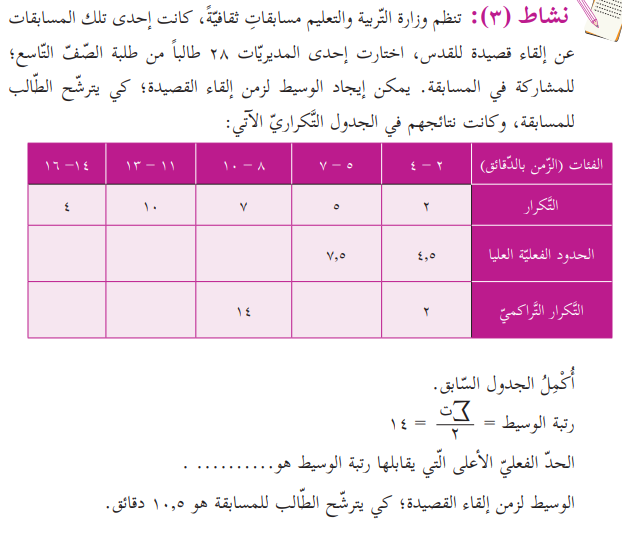 نشاط (٣): تنظم وزارة التّربية والتعليم مسابقاتٍ ثقافيّةً، كانت إحدى تلك المسابقات
عن إلقاء قصيدة للقدس، اختارت إحدى المديريّات ٢٨ طالباً من طلبة الصّفّ التّاسع؛
للمشاركة في المسابقة. يمكن إيجاد الوسيط لزمن إلقاء القصيدة؛ كي يترشّح الطّالب
للمسابقة، وكانت نتائجهم في الجدول التَّكراريّ الآتي:
الفئات (الزّمن بالدّقائق) ٢ – ٤ ٥ – ٧ ٨ – ١٠ ١١ – ١٣ ١٤– ١٦
التَّكرار ٢ ٥ ٧ ١٠ ٤
الحدود الفعليّة العليا ٤,٥ ٧,٥
التَّكرار التَّراكميّ ٢ ١٤
أُكْمِلُ الجدول السّابق.
رتبة الوسيط = ∑ت / ٢ = ١٤
الحدّ الفعليّ الأعلى الّتي يقابلها رتبة الوسيط هو.......... .
الوسيط لزمن إلقاء القصيدة؛ كي يترشّح الطّالب للمسابقة هو ١٠,٥ دقائق.